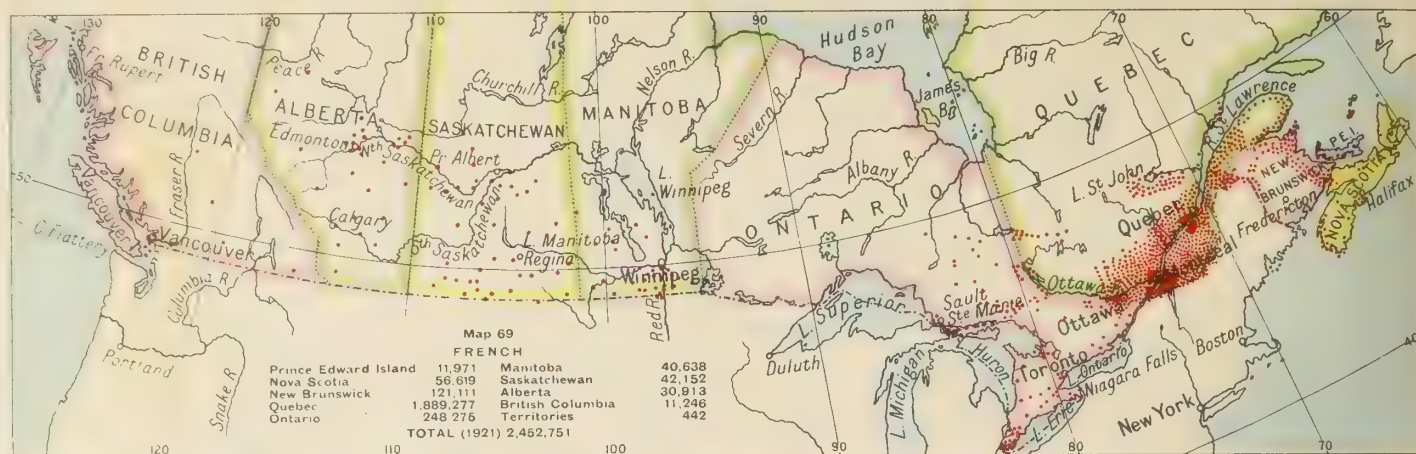 130
120
110
100
90
80
70
60
Pr Rupert
BRITISH
COLUMBIA
Peace R
ALBERTA
Edmonton
Nth Saskatchewan
SASKATCHEWAN
Pr Albert
Churchill R.
MANITOBA
Nelson R.
Severn R
Hudson
Bay
James
B.
Big R
QUEBEC
R. St Lawrence
P.E.I.
NEW
BRUNSWICK
NOVA SCOTIA
Halifax
50
Fraser R
Vancouver
C Flattery
Vancouver
Columbia R
Calgary
Sth Saskatchewan
L. Manitoba
Regina
L.
Winnipeg
Winnipeg
Red R
Albany R
ONTARIO
L. St John
Quebec
Montreal
Fredericton
Ottawa R
Ottawa
Sault
Ste Marie
L. Superior
Duluth
L. Michigan
L. Huron
Toronto
L. Ontario
L. Erie
Niagara Falls
Boston
New York
40
Portland
Snake R
Map 69
FRENCH
Prince Edward Island 11,971 Manitoba 40,638
Nova Scotia 56,619 Saskatchewan 42,152
New Brunswick 121,111 Alberta 30,913
Quebec 1,889,277 British Columbia 11,246
Ontario 248 275 Territories 442
TOTAL (1921) 2,452,751
120
110
100
90
80
70